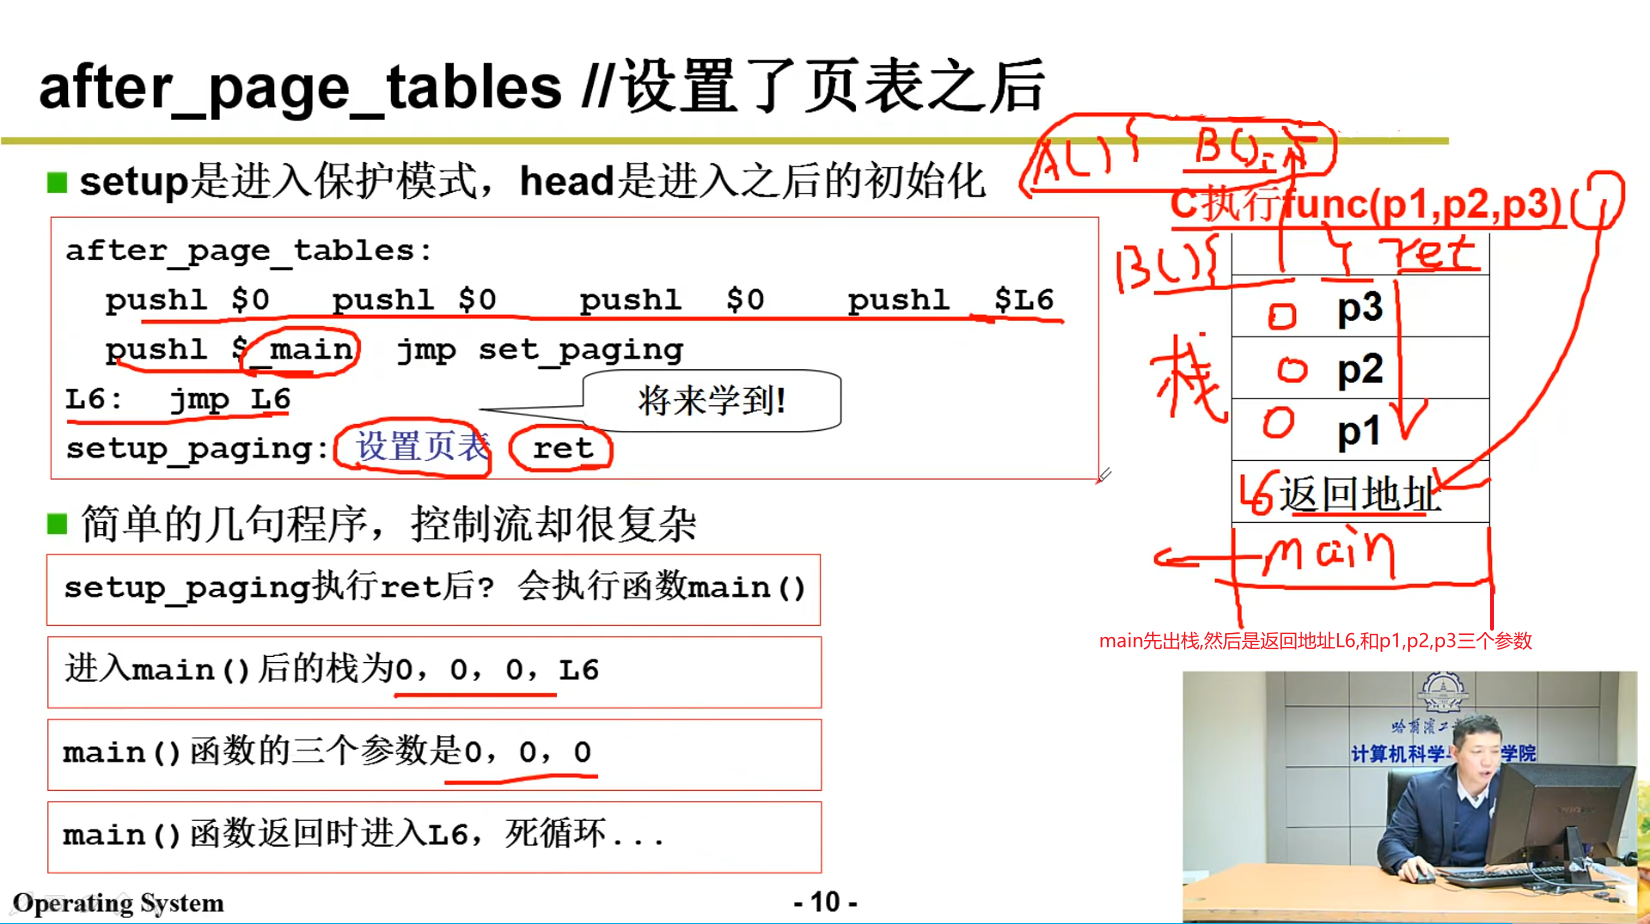 after_page_tables //设置了页表之后
A(){ B();
setup是进入保护模式，head是进入之后的初始化
C执行func(p1,p2,p3)
after_page_tables:
pushl $0 pushl $0 pushl $0 pushl $L6
pushl $_main jmp set_paging
L6: jmp L6
将来学到!
setup_paging: 设置页表 ret
B(){ } ret
栈
0 p3
0 p2
0 p1
L6 返回地址
main
main先出栈,然后是返回地址L6,和p1,p2,p3三个参数
简单的几句程序，控制流却很复杂
setup_paging执行ret后? 会执行函数main()
进入main()后的栈为0，0，0，L6
main()函数的三个参数是0，0，0
main()函数返回时进入L6，死循环...
计算机科学与 学院
Operating System
- 10 -